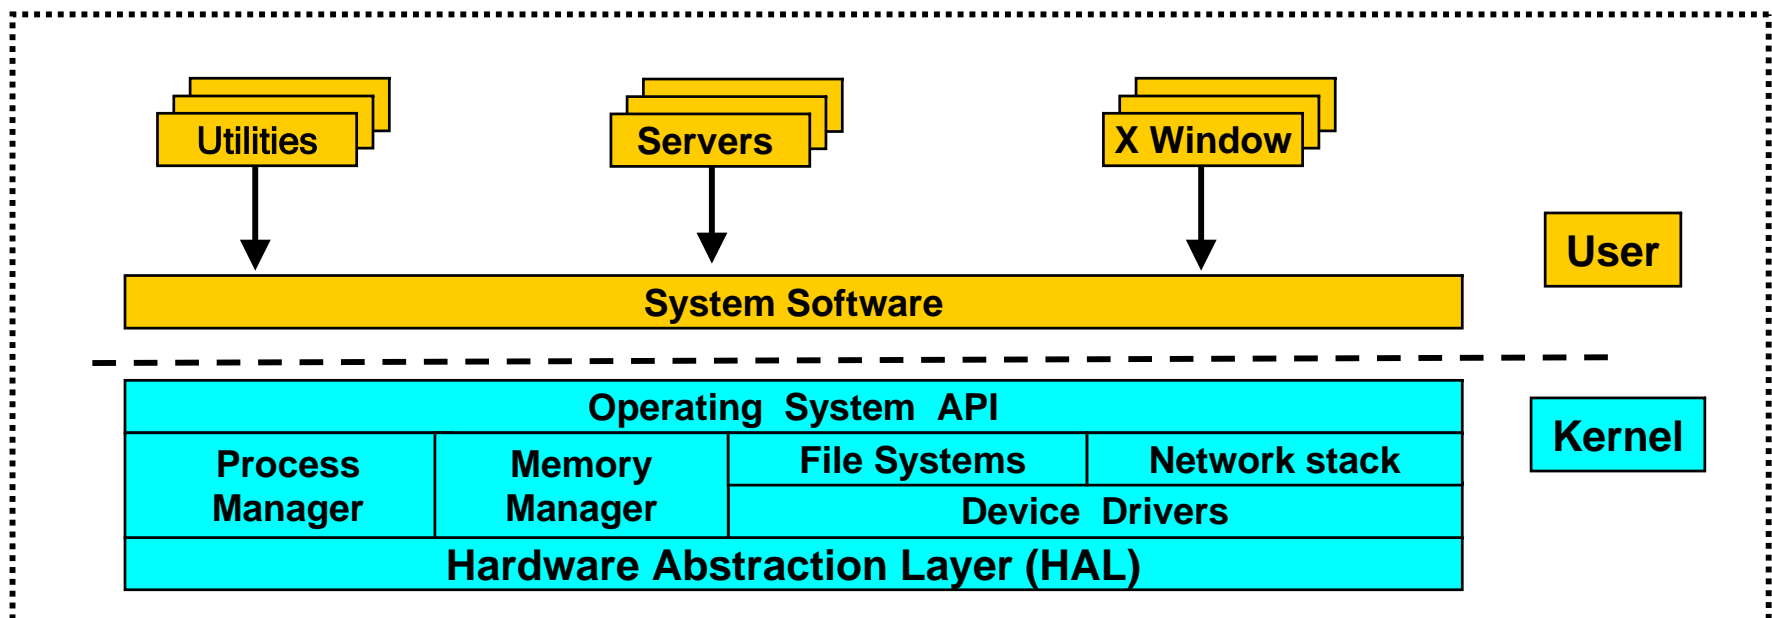 Utilities
Servers
X Window
User
System Software
Operating System API
Kernel
Process
Manager
Memory
Manager
File Systems
Network stack
Device Drivers
Hardware Abstraction Layer (HAL)